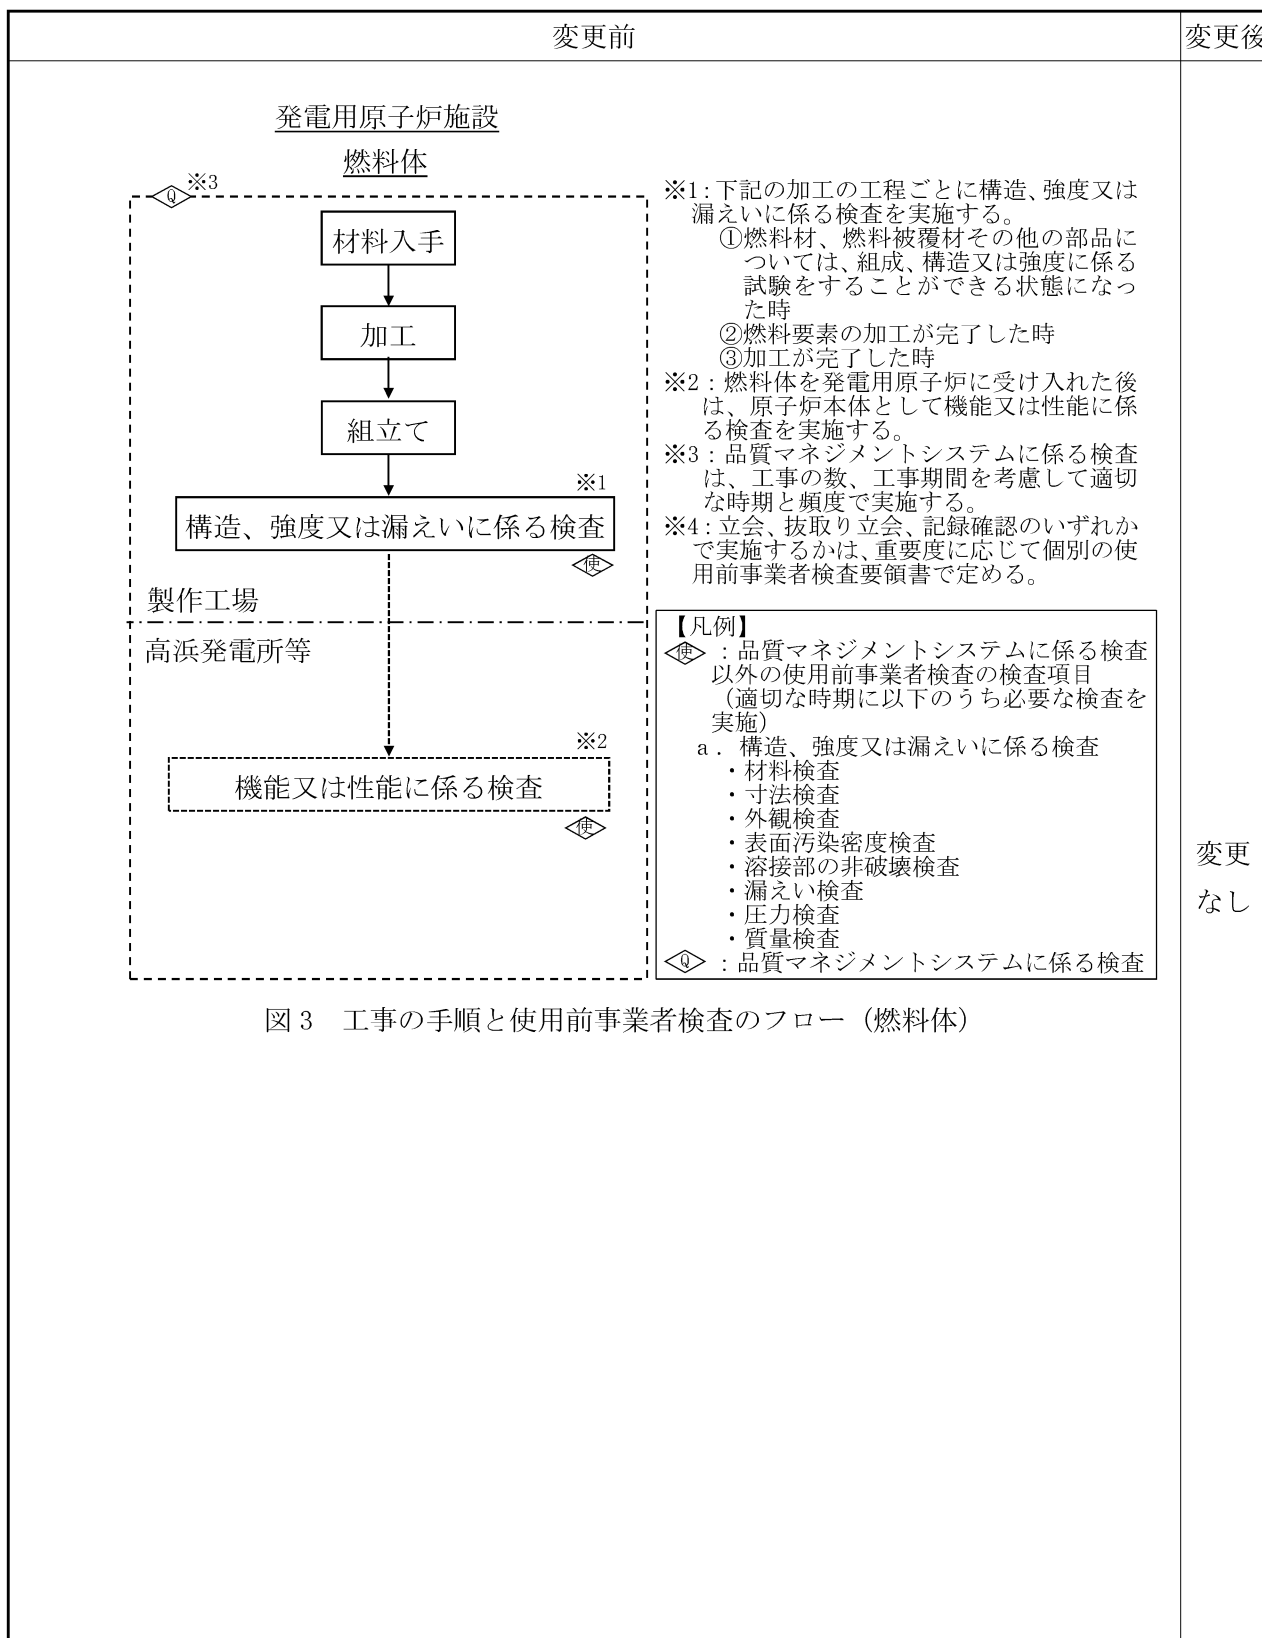 変更前
変更後
発電用原子炉施設
燃料体
Q
※3
材料入手
加工
組立て
※1
構造、強度又は漏えいに係る検査
使
製作工場
高浜発電所等
※2
機能又は性能に係る検査
使
※1：下記の加工の工程ごとに構造、強度又は
漏えいに係る検査を実施する。
①燃料材、燃料被覆材その他の部品に
ついては、組成、構造又は強度に係る
試験をすることができる状態になっ
た時
②燃料要素の加工が完了した時
③加工が完了した時
※2：燃料体を発電用原子炉に受け入れた後
は、原子炉本体として機能又は性能に係
る検査を実施する。
※3：品質マネジメントシステムに係る検査
は、工事の数、工事期間を考慮して適切
な時期と頻度で実施する。
※4：立会、抜取り立会、記録確認のいずれか
で実施するかは、重要度に応じて個別の使
用前事業者検査要領書で定める。
【凡例】
使：品質マネジメントシステムに係る検査
以外の使用前事業者検査の検査項目
（適切な時期に以下のうち必要な検査を
実施）
a．構造、強度又は漏えいに係る検査
・材料検査
・寸法検査
・外観検査
・表面汚染密度検査
・溶接部の非破壊検査
・漏えい検査
・圧力検査
・質量検査
Q：品質マネジメントシステムに係る検査
図3　工事の手順と使用前事業者検査のフロー（燃料体）
変更
なし